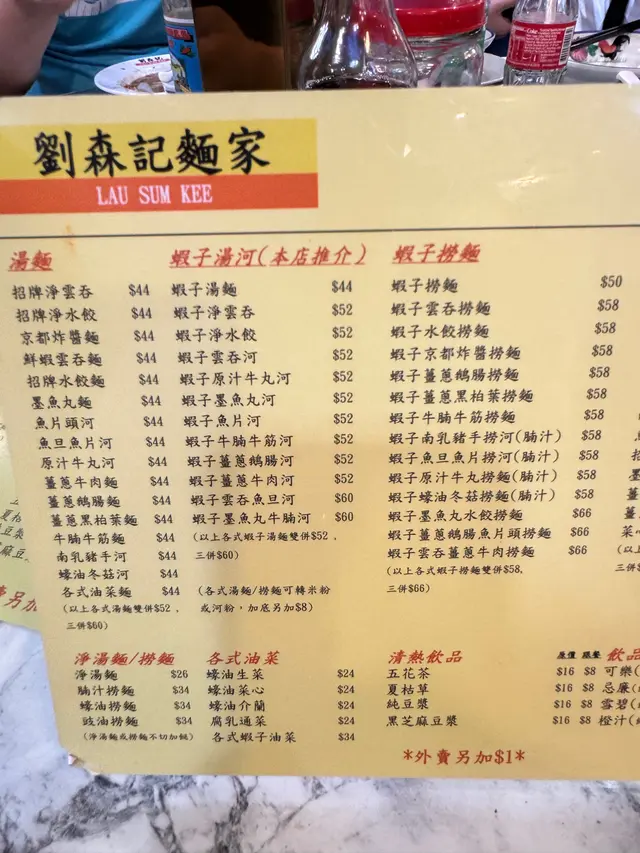 劉森記麵家
LAU SUM KEE
湯麵
招牌淨雲吞 $44
招牌淨水餃 $44
京都炸醬麵 $44
鮮蝦雲吞麵 $44
招牌水餃麵 $44
墨魚丸麵 $44
魚片頭河 $44
魚旦魚片河 $44
原汁牛丸河 $44
薑蔥牛肉麵 $44
薑蔥鵝腸麵 $44
薑蔥黑柏葉麵 $44
牛腩牛筋麵 $44
南乳豬手河 $44
蠔油冬菇河 $44
各式油菜麵 $44
(以上各式湯麵雙併$52，
三併$60)
蝦子湯河(本店推介)
蝦子湯麵 $44
蝦子淨雲吞 $52
蝦子淨水餃 $52
蝦子雲吞河 $52
蝦子原汁牛丸河 $52
蝦子墨魚丸河 $52
蝦子魚片河 $52
蝦子牛腩牛筋河 $52
蝦子薑蔥鵝腸河 $52
蝦子薑蔥牛肉河 $52
蝦子雲吞魚旦河 $60
蝦子墨魚丸牛腩河 $60
(以上各式蝦子湯麵雙併$52，
三併$60)
(各式湯麵/撈麵可轉米粉
或河粉，加底另加$8)
蝦子撈麵
蝦子撈麵 $50
蝦子雲吞撈麵 $58
蝦子水餃撈麵 $58
蝦子京都炸醬撈麵 $58
蝦子薑蔥鵝腸撈麵 $58
蝦子薑蔥黑柏葉撈麵 $58
蝦子牛腩牛筋撈麵 $58
蝦子南乳豬手撈河(腩汁) $58
蝦子魚旦魚片撈河(腩汁) $58
蝦子原汁牛丸撈麵(腩汁) $58
蝦子蠔油冬菇撈麵(腩汁) $58
蝦子墨魚丸水餃撈麵 $66
蝦子薑蔥鵝腸魚片頭撈麵 $66
蝦子雲吞薑蔥牛肉撈麵 $66
(以上各式蝦子撈麵雙併$58,
三併$66)
淨湯麵/撈麵
淨湯麵 $26
腩汁撈麵 $34
蠔油撈麵 $34
豉油撈麵 $34
(淨湯麵或撈麵不切加餸)
各式油菜
蠔油生菜 $24
蠔油菜心 $24
蠔油介蘭 $24
腐乳通菜 $24
各式蝦子油菜 $34
清熱飲品 原價 跟餐
五花茶 $16 $8
夏枯草 $16 $8
純豆漿 $16 $8
黑芝麻豆漿 $16 $8
飲品
可樂(
忌廉(
雪碧(
橙汁(
*外賣另加$1*